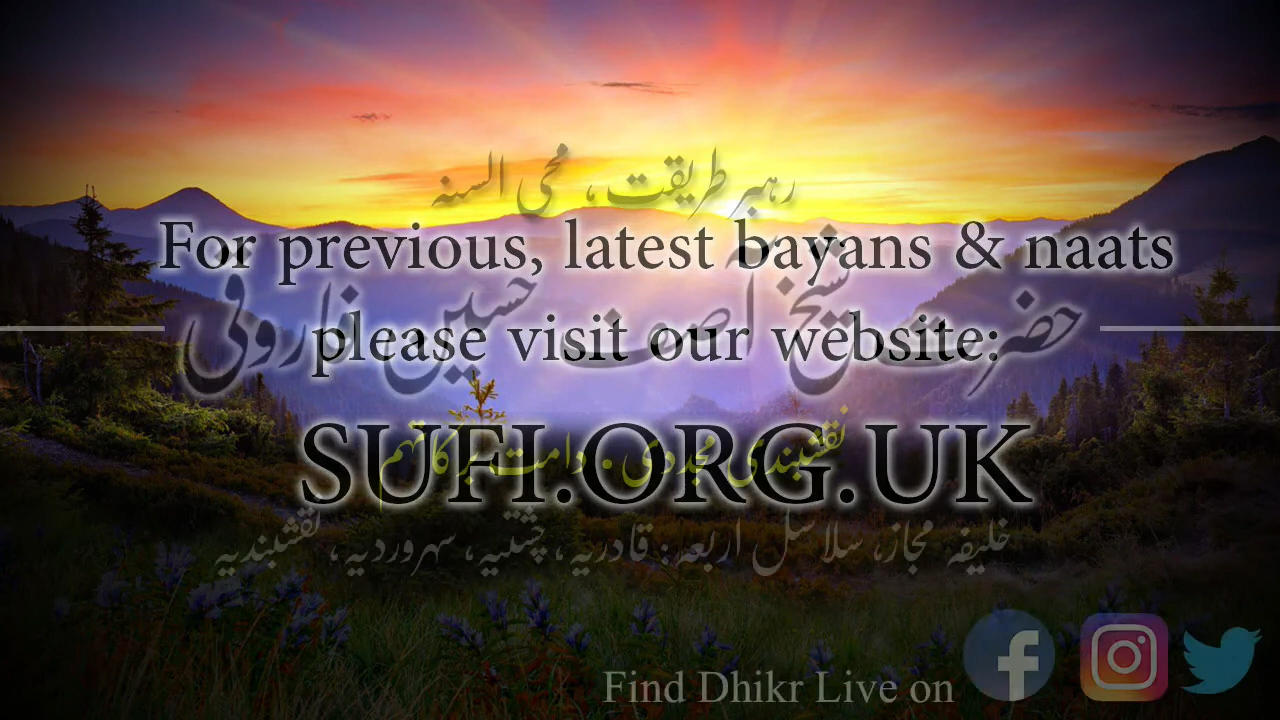 رہبر طریقت، محی السنہ
For previous, latest bayans & naats
حضرت شیخ آصف حسین فاروقی
please visit our website:
نقشبندی مجددی . دامت برکاتہم
SUFI.ORG.UK
خلیفہ مجاز، سلاسل اربعہ: قادریہ، چشتیہ، سہروردیہ، نقشبندیہ
Find Dhikr Live on